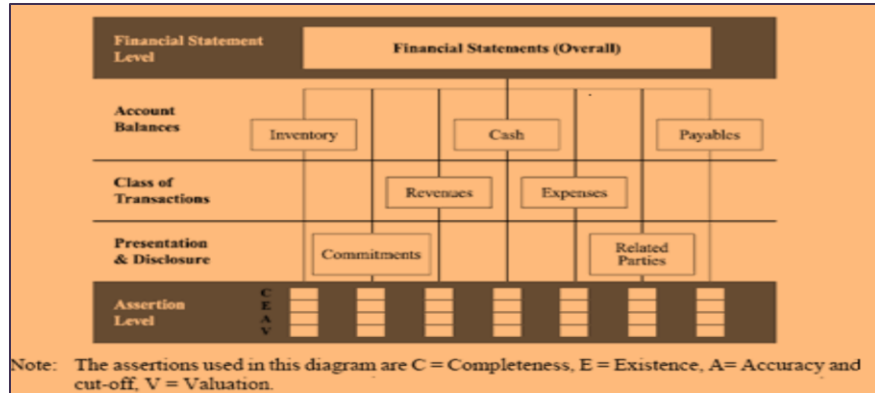 Financial Statement
Level
Financial Statements (Overall)
Account
Balances
Inventory
Cash
Payables
Class of
Transactions
Revenues
Expenses
Presentation
& Disclosure
Commitments
Related
Parties
Assertion
Level
C
E
A
V
Note: The assertions used in this diagram are C = Completeness, E = Existence, A= Accuracy and
cut-off, V = Valuation.